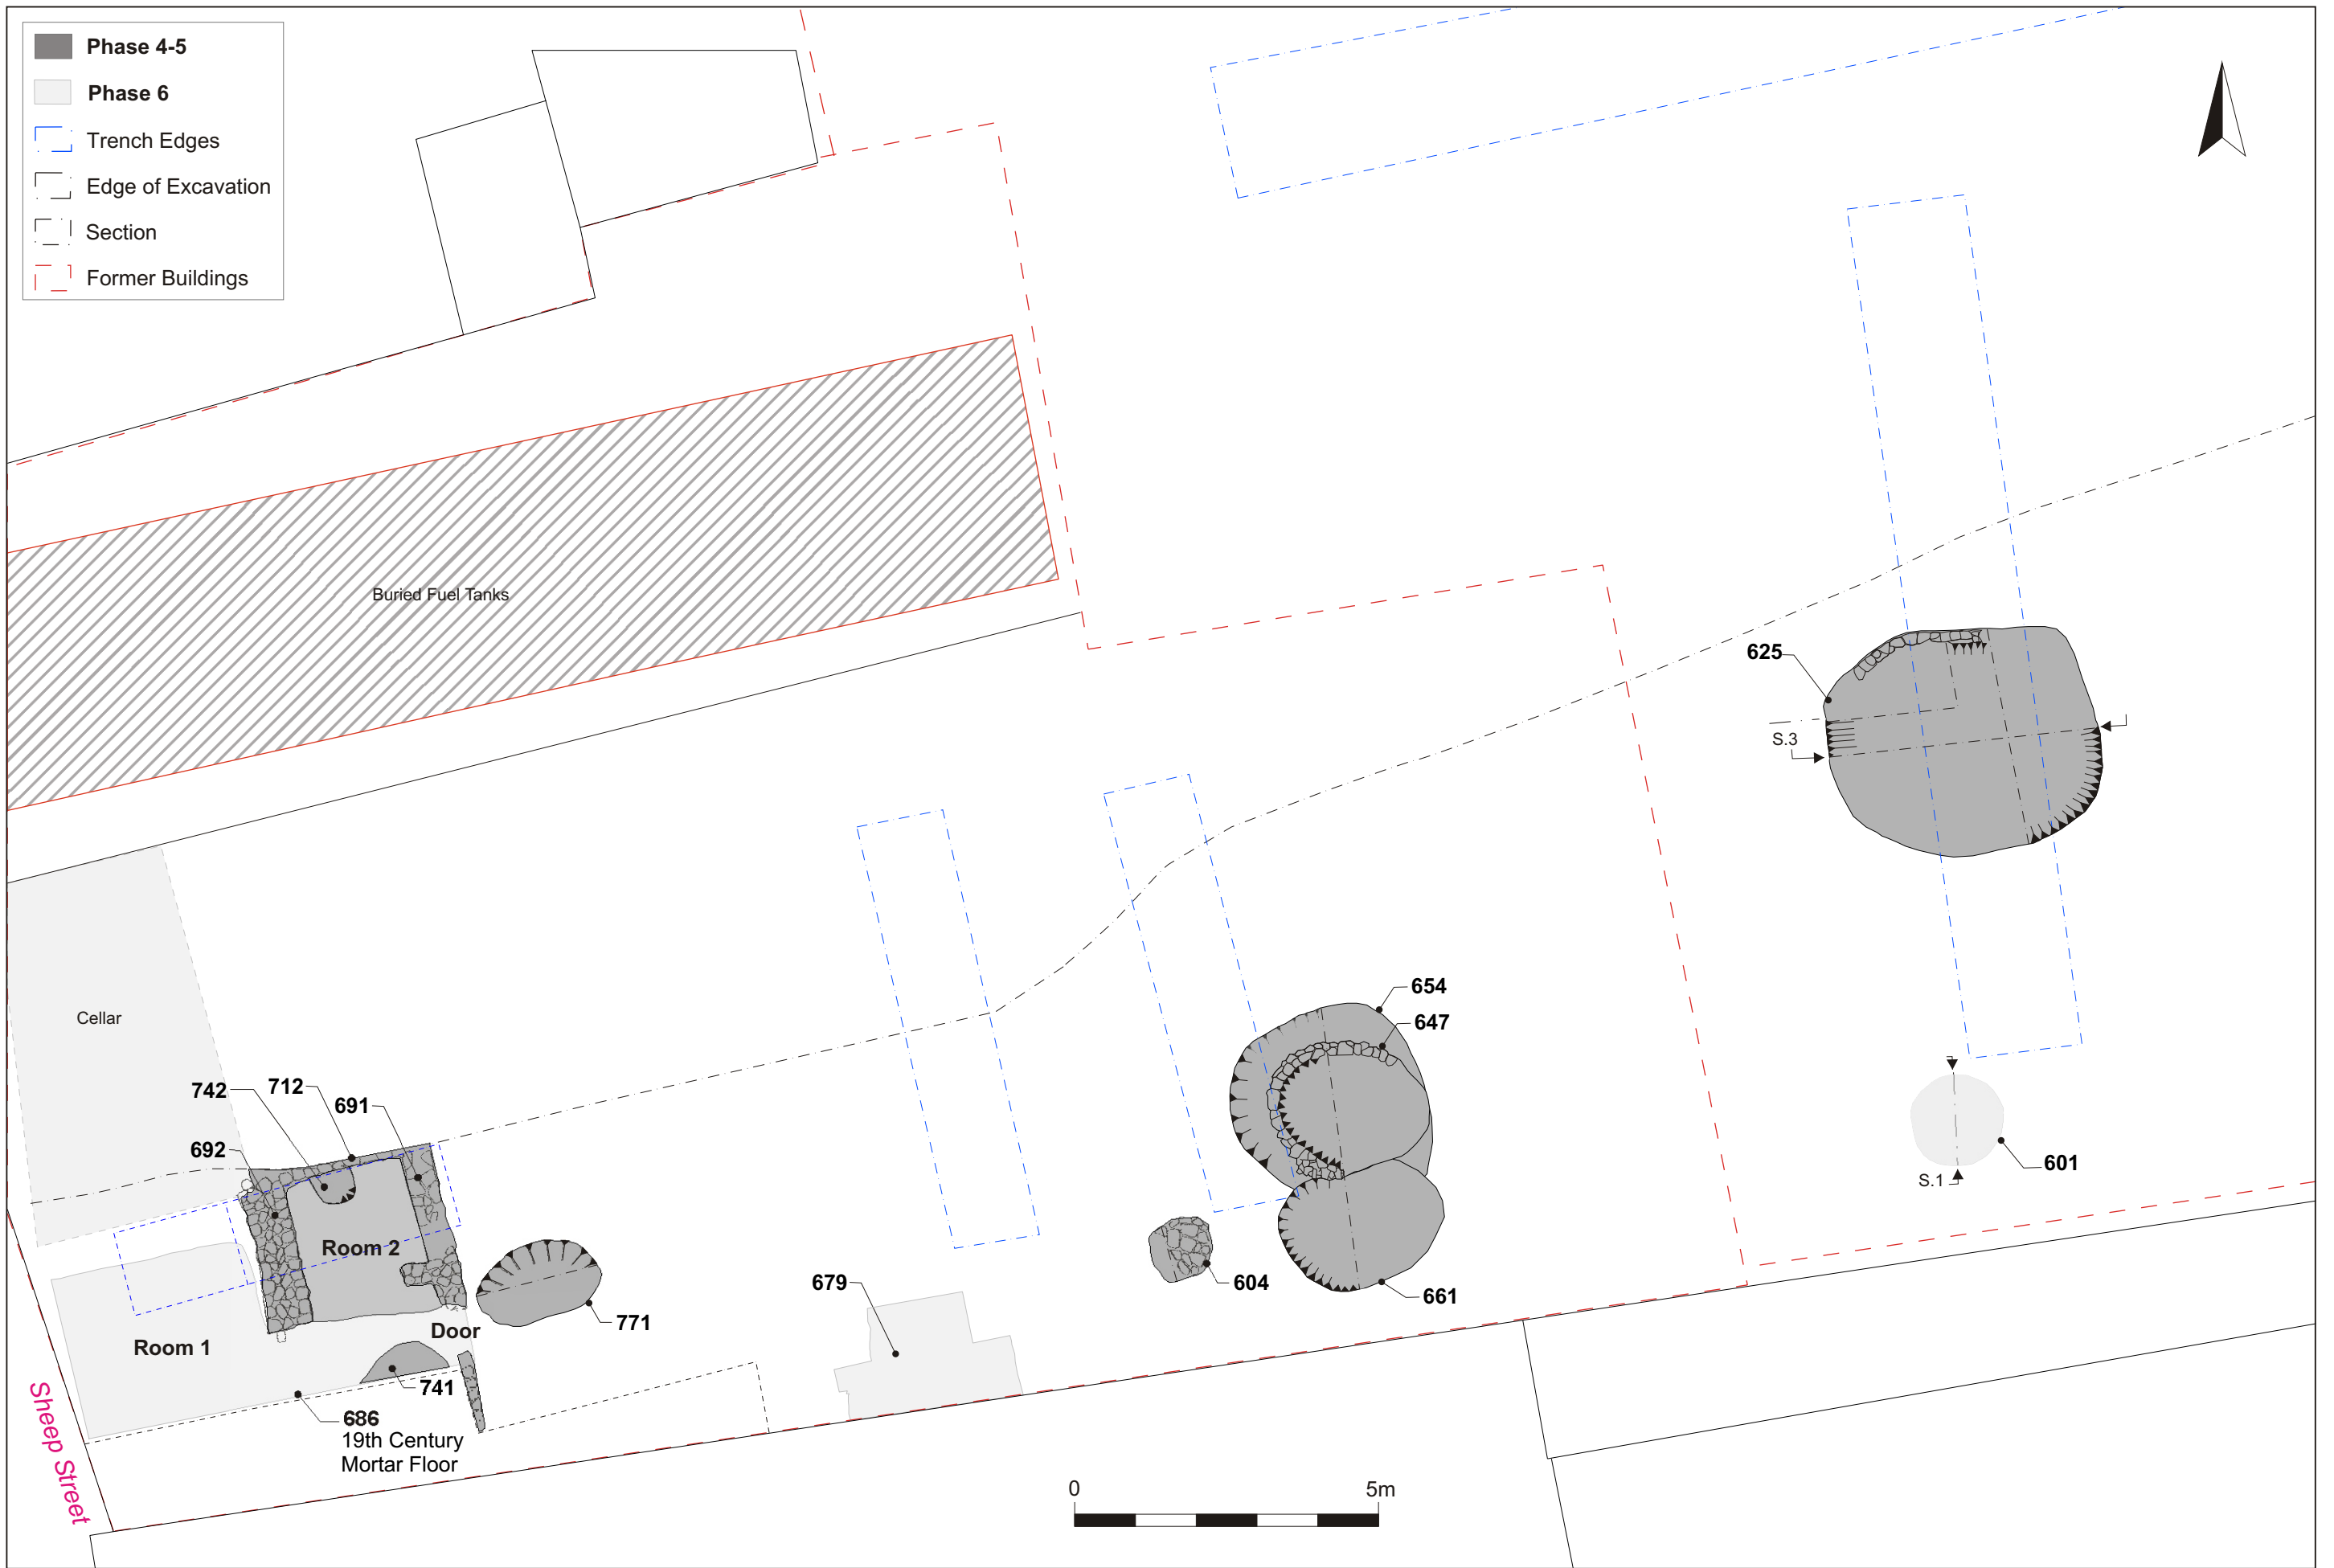 Phase 4-5
Phase 6
Trench Edges
Edge of Excavation
Section
Former Buildings
Buried Fuel Tanks
625
S.3
654
647
Cellar
742
712
691
692
601
S.1
Room 2
679
604
661
771
Door
Room 1
741
686
19th Century
Mortar Floor
Sheep Street
0
5m